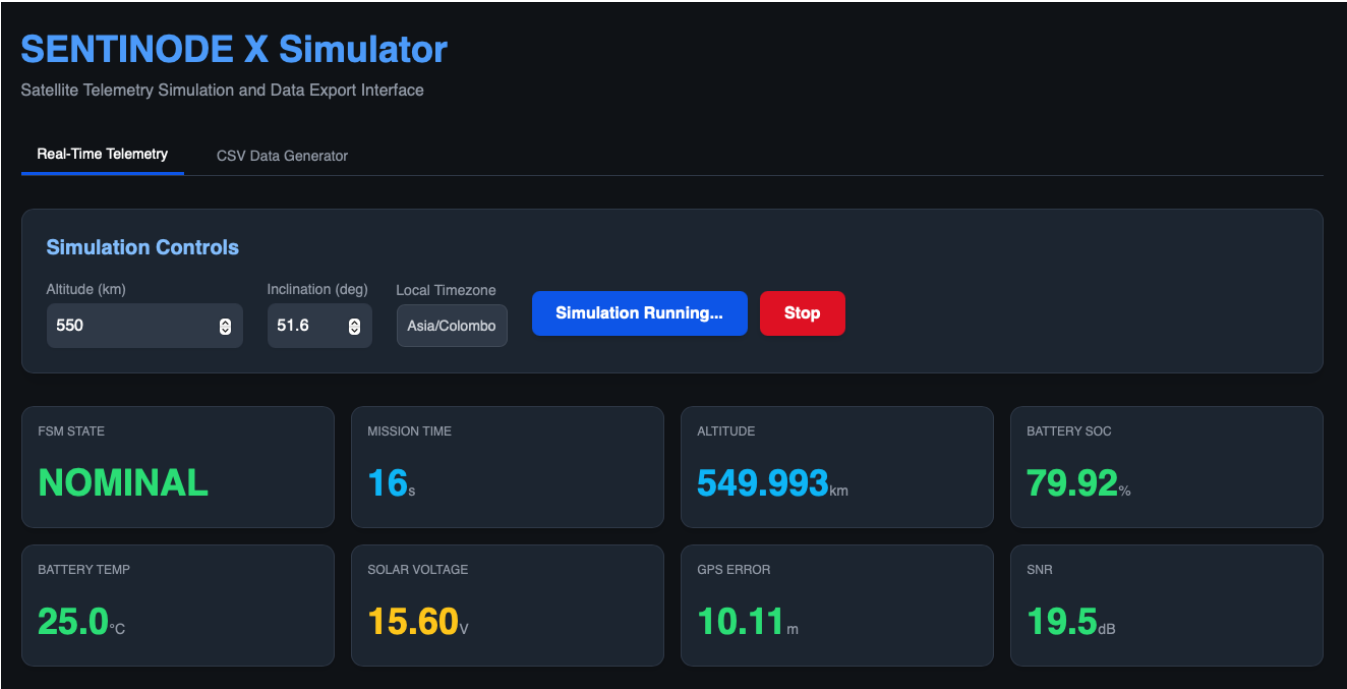 SENTINODE X Simulator
Satellite Telemetry Simulation and Data Export Interface
Real-Time Telemetry
CSV Data Generator
Simulation Controls
Altitude (km)
Inclination (deg)
Local Timezone
550
51.6
Asia/Colombo
Simulation Running...
Stop
FSM STATE
NOMINAL
MISSION TIME
16s
ALTITUDE
549.993km
BATTERY SOC
79.92%
BATTERY TEMP
25.0°C
SOLAR VOLTAGE
15.60V
GPS ERROR
10.11m
SNR
19.5dB